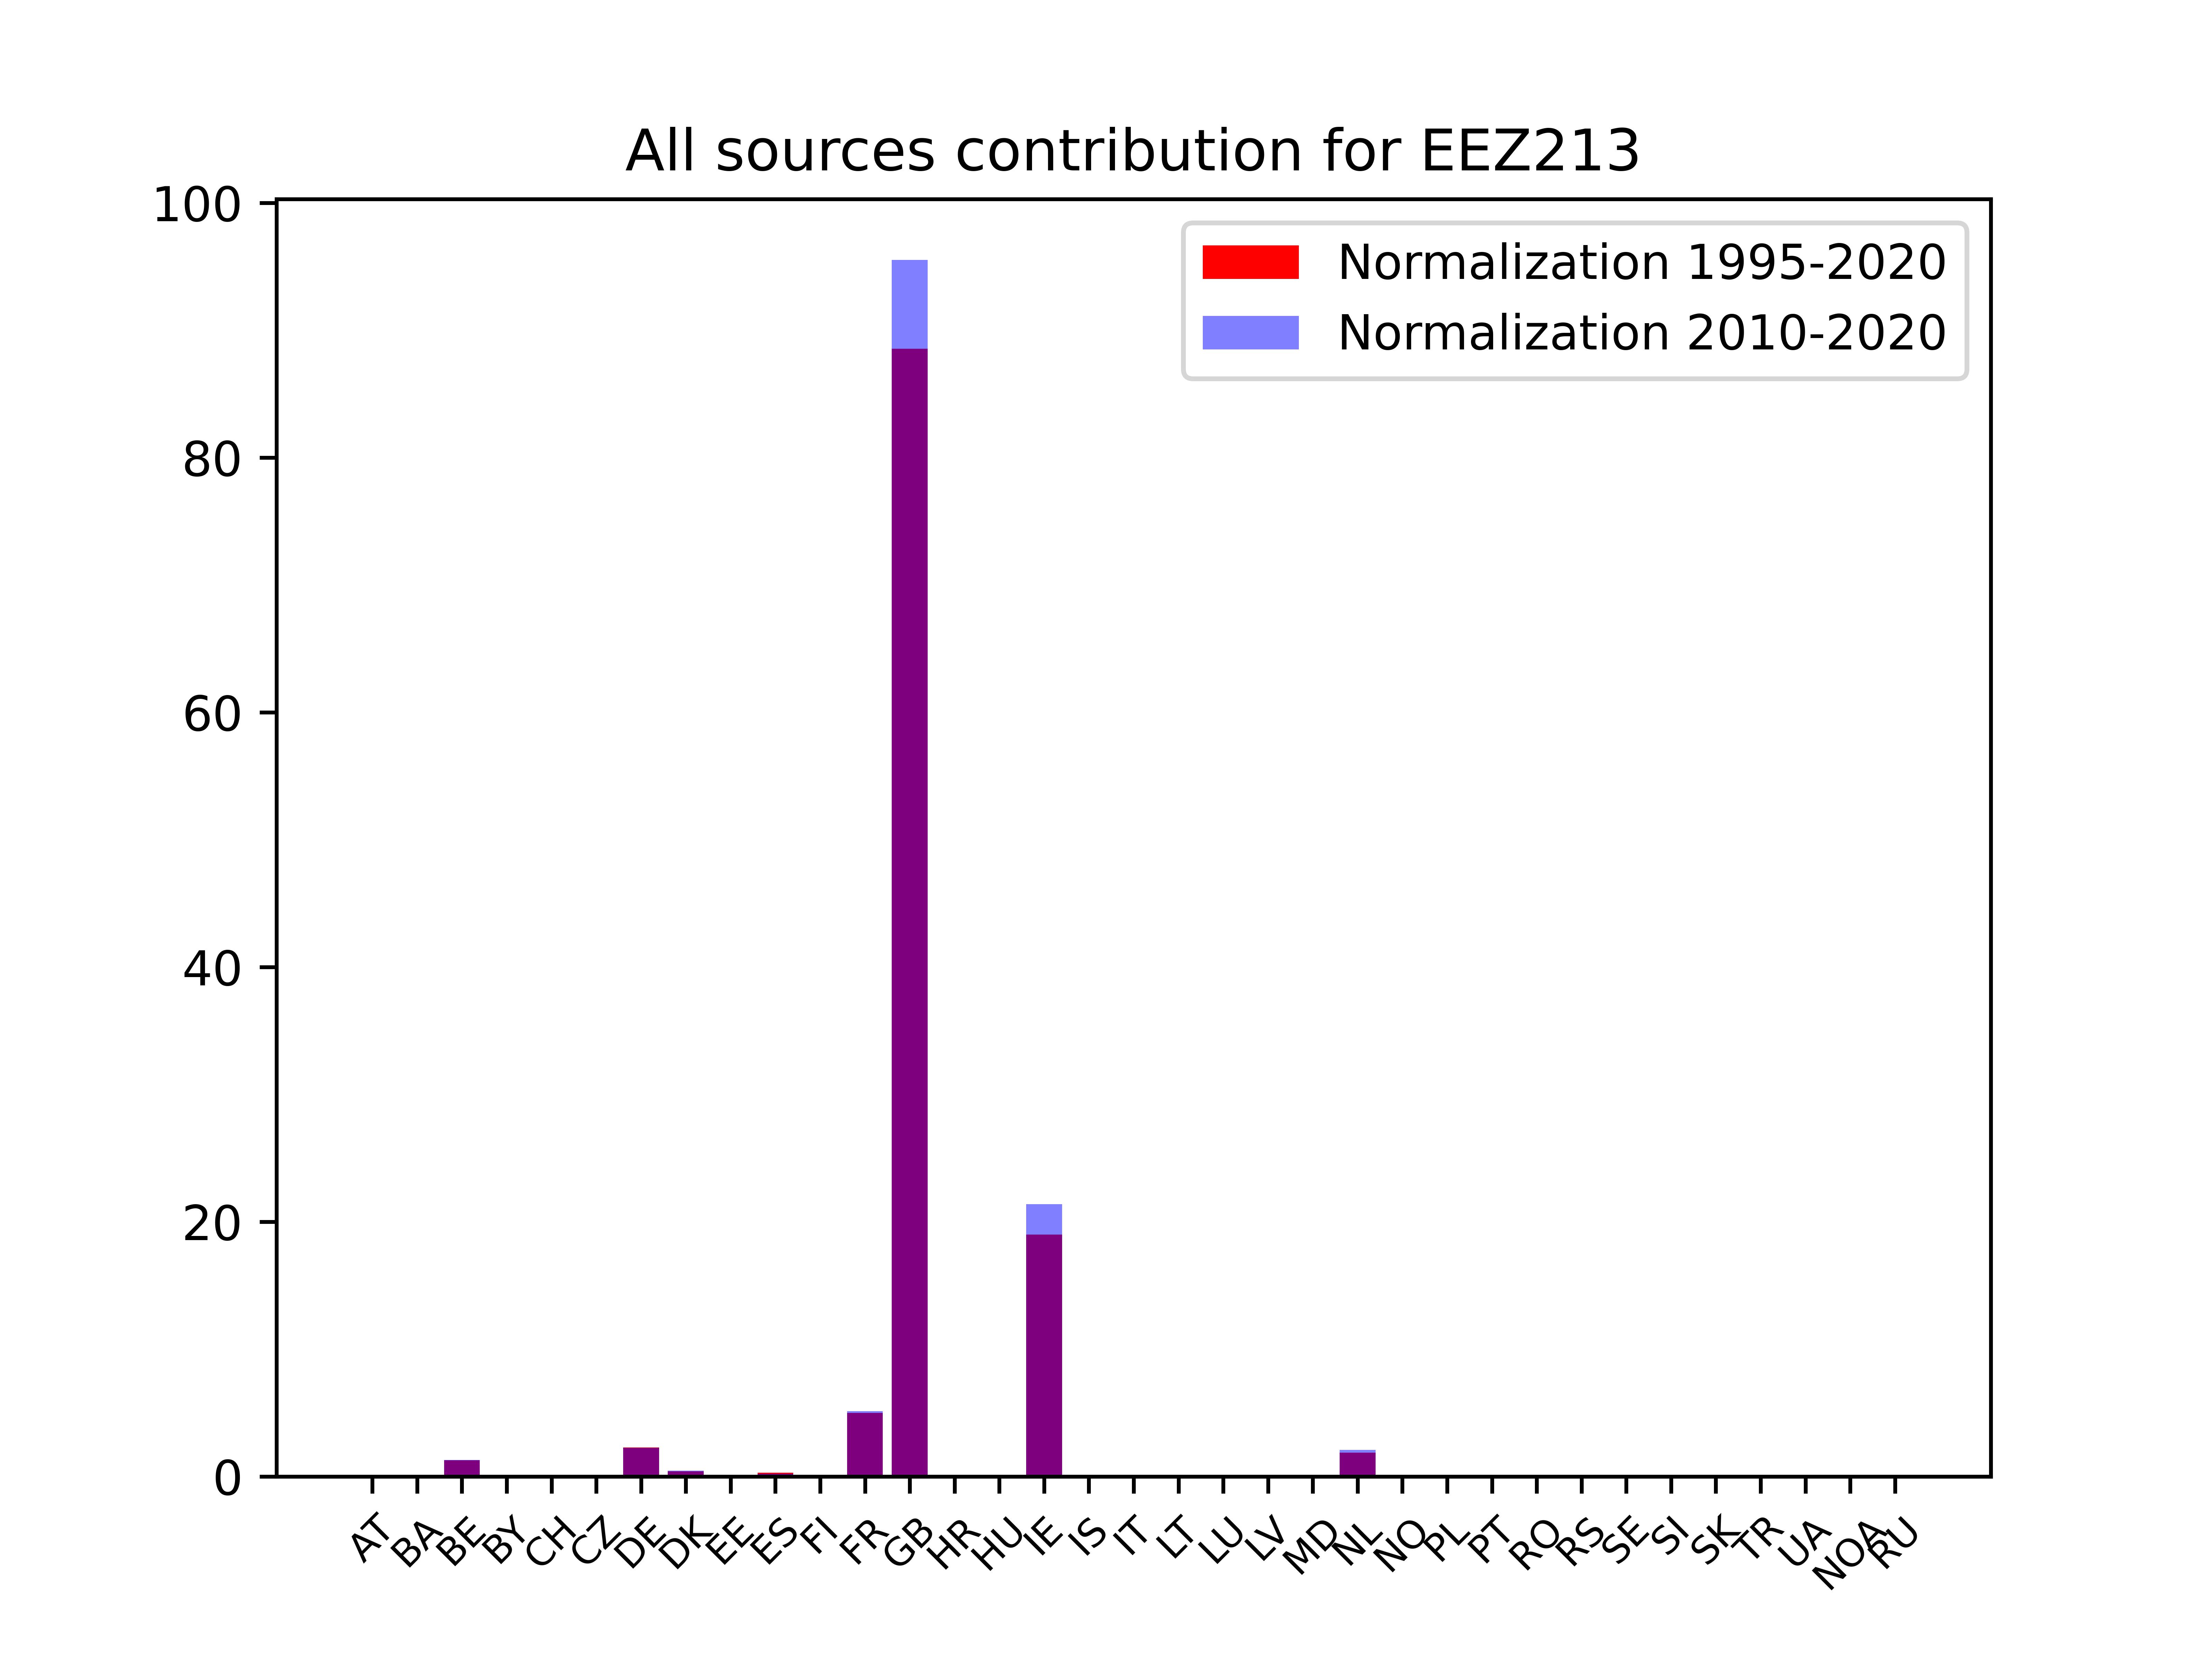 All sources contribution for EEZ213
Normalization 1995-2020
Normalization 2010-2020
100
80
60
40
20
0
AT BA BE BY CH CZ DE DK EE ES FI FR GB HR HU IE IS IT LT LU LV MD NL NO PL PT RO RS SE SI SK TR UA NOA RU